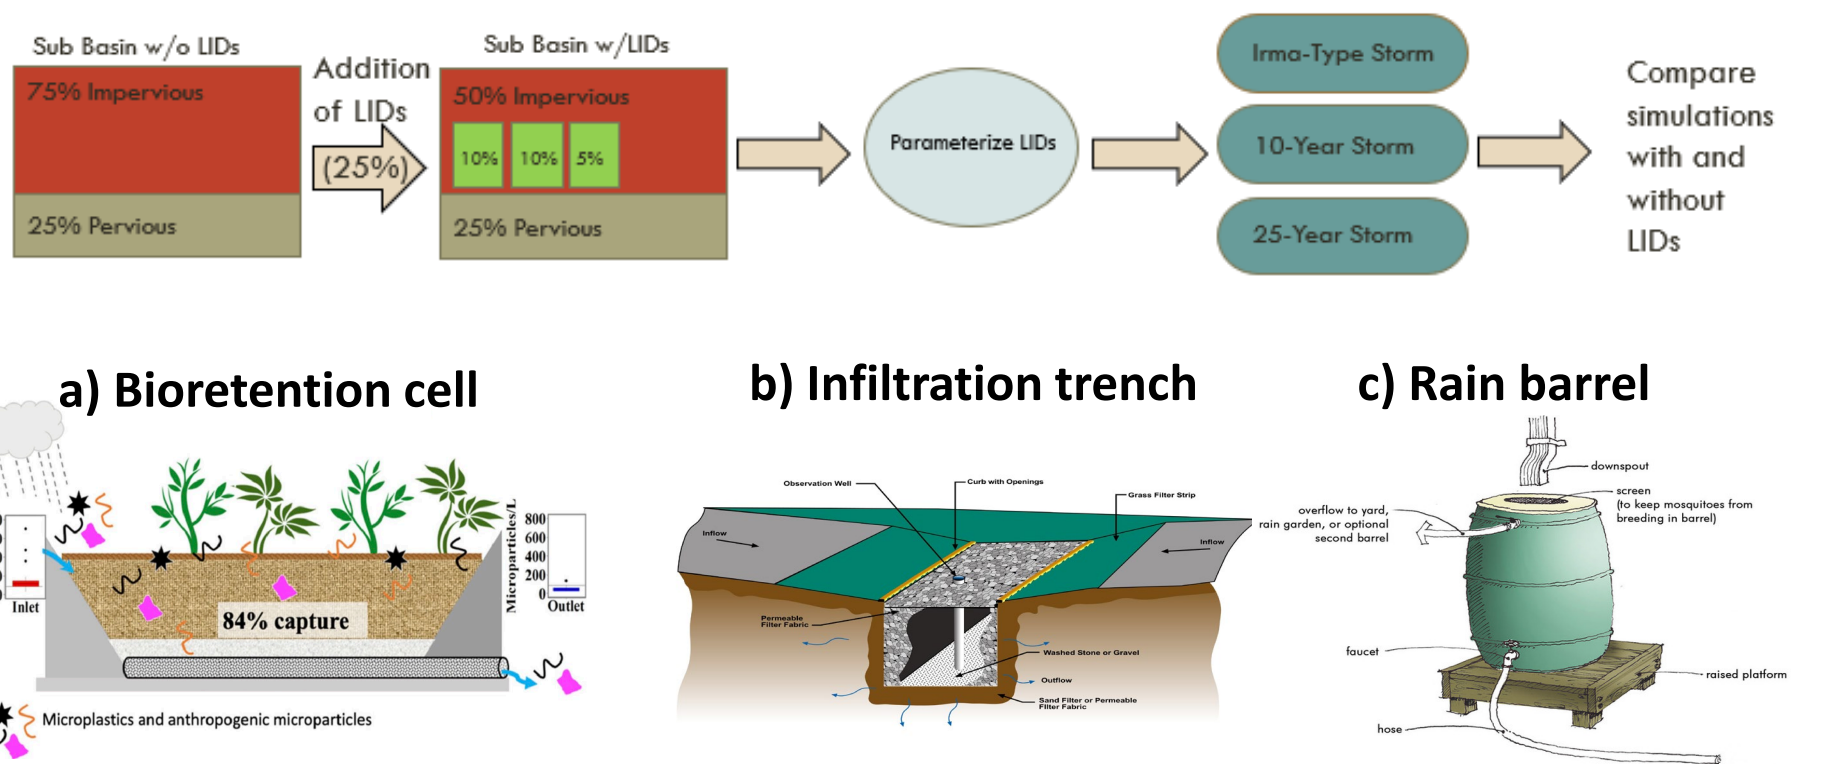 Sub Basin w/o LIDs
75% Impervious
25% Pervious
Addition
of LIDs
(25%)
Sub Basin w/LIDs
50% Impervious
10%
10%
5%
25% Pervious
Parameterize LIDs
Irma-Type Storm
10-Year Storm
25-Year Storm
Compare
simulations
with and
without
LIDs
a) Bioretention cell
Inlet
84% capture
Microparticles/L
800
600
400
200
0
Outlet
Microplastics and anthropogenic microparticles
b) Infiltration trench
Observation Well
Curb with Openings
Grass Filter Strip
Inflow
Inflow
Permeable
Filter Fabric
Washed Stone or Gravel
Outflow
Sand Filter or Permeable
Filter Fabric
c) Rain barrel
downspout
screen
(to keep mosquitoes from
breeding in barrel)
overflow to yard,
rain garden, or optional
second barrel
faucet
raised platform
hose